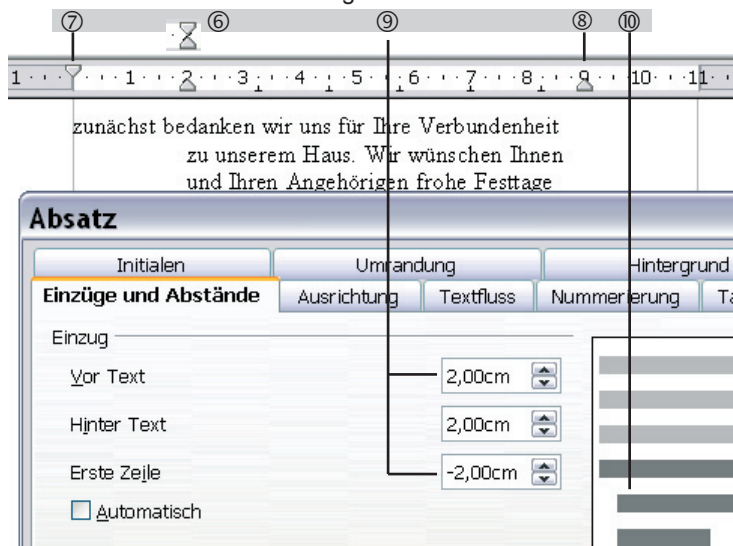 ⑦ ⑥ ⑨ ⑧ ⑩
1 1 2 3 4 5 6 7 8 9 10 11
zunächst bedanken wir uns für Ihre Verbundenheit
zu unserem Haus. Wir wünschen Ihnen
und Ihren Angehörigen frohe Festtage
Absatz
Initialen Umrandung Hintergrund
Einzüge und Abstände Ausrichtung Textfluss Nummerierung Ta
Einzug
Vor Text 2,00cm
Hinter Text 2,00cm
Erste Zeile -2,00cm
Automatisch